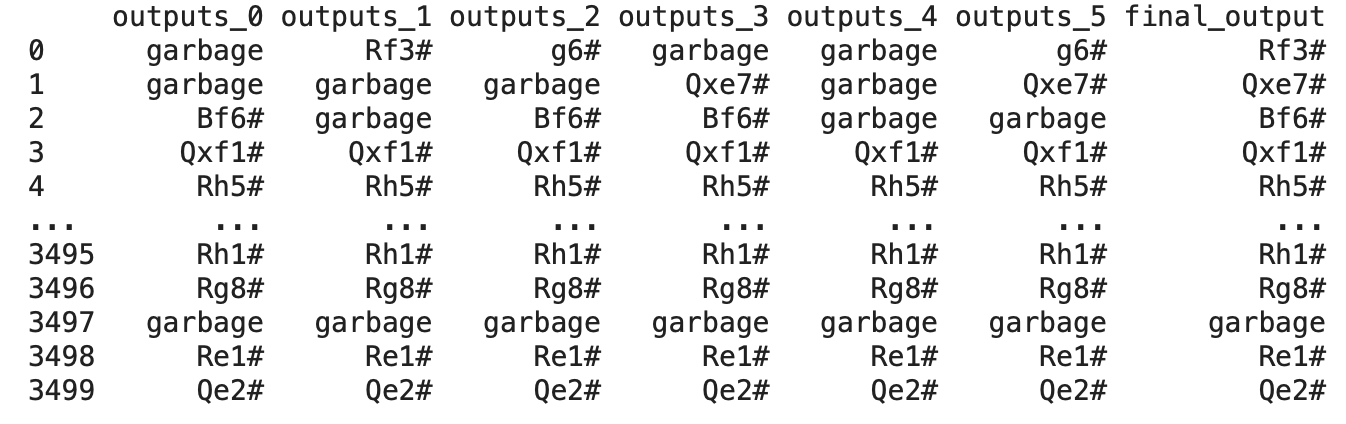 outputs_0 outputs_1 outputs_2 outputs_3 outputs_4 outputs_5 final_output
0 garbage Rf3# g6# garbage garbage g6# Rf3#
1 garbage garbage garbage Qxe7# garbage Qxe7# Qxe7#
2 Bf6# garbage Bf6# Bf6# garbage garbage Bf6#
3 Qxf1# Qxf1# Qxf1# Qxf1# Qxf1# Qxf1# Qxf1#
4 Rh5# Rh5# Rh5# Rh5# Rh5# Rh5# Rh5#
... ... ... ... ... ... ... ...
3495 Rh1# Rh1# Rh1# Rh1# Rh1# Rh1# Rh1#
3496 Rg8# Rg8# Rg8# Rg8# Rg8# Rg8# Rg8#
3497 garbage garbage garbage garbage garbage garbage garbage
3498 Re1# Re1# Re1# Re1# Re1# Re1# Re1#
3499 Qe2# Qe2# Qe2# Qe2# Qe2# Qe2# Qe2#